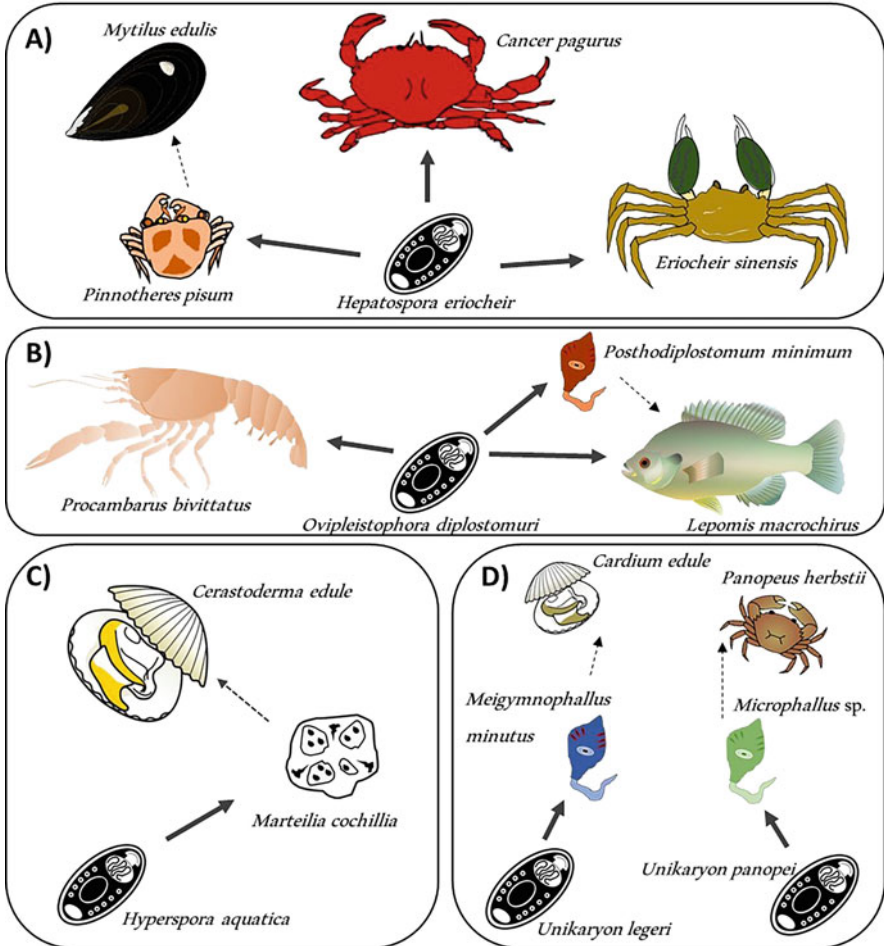 A)
Mytilus edulis
Cancer pagurus
Pinnotheres pisum
Hepatospora eriocheir
Eriocheir sinensis
B)
Posthodiplostomum minimum
Procambarus bivittatus
Ovipleistophora diplostomuri
Lepomis macrochirus
C)
Cerastoderma edule
Marteilia cochillia
Hyperspora aquatica
D)
Cardium edule
Panopeus herbstii
Meigymnophallus
minutus
Microphallus sp.
Unikaryon panopei
Unikaryon legeri